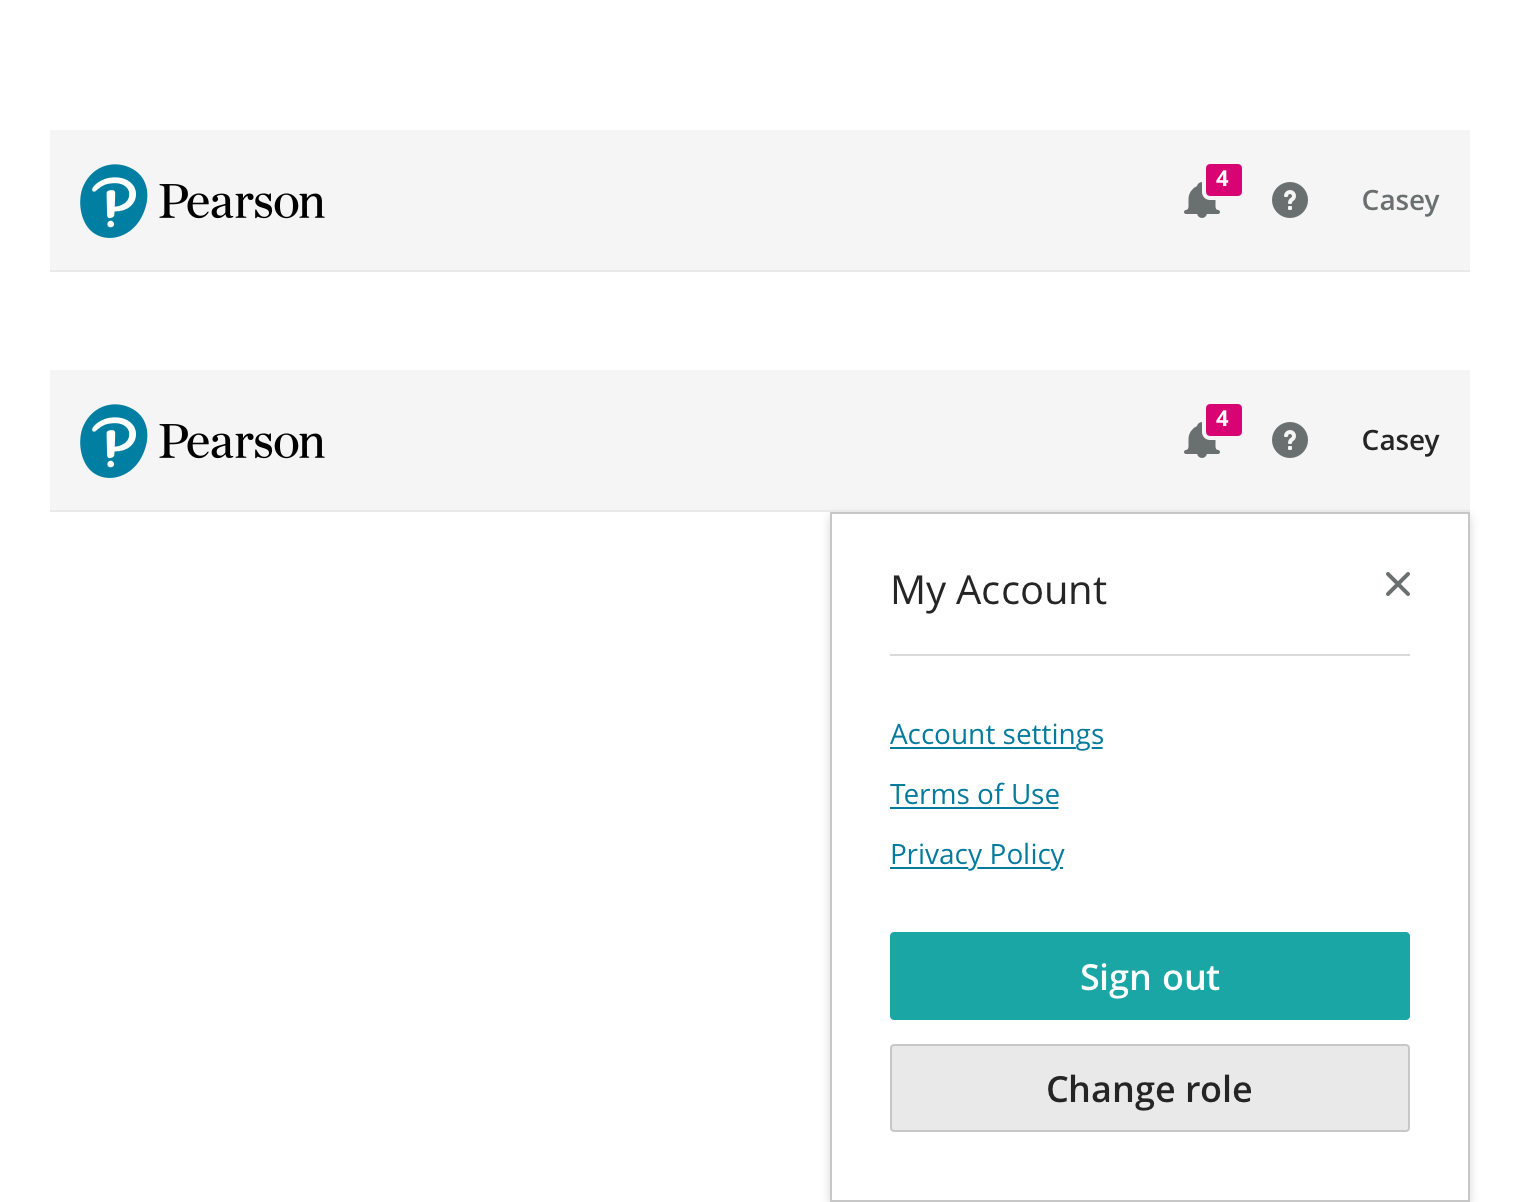 Pearson 4 ? Casey
Pearson 4 ? Casey
My Account
Account settings
Terms of Use
Privacy Policy
Sign out
Change role